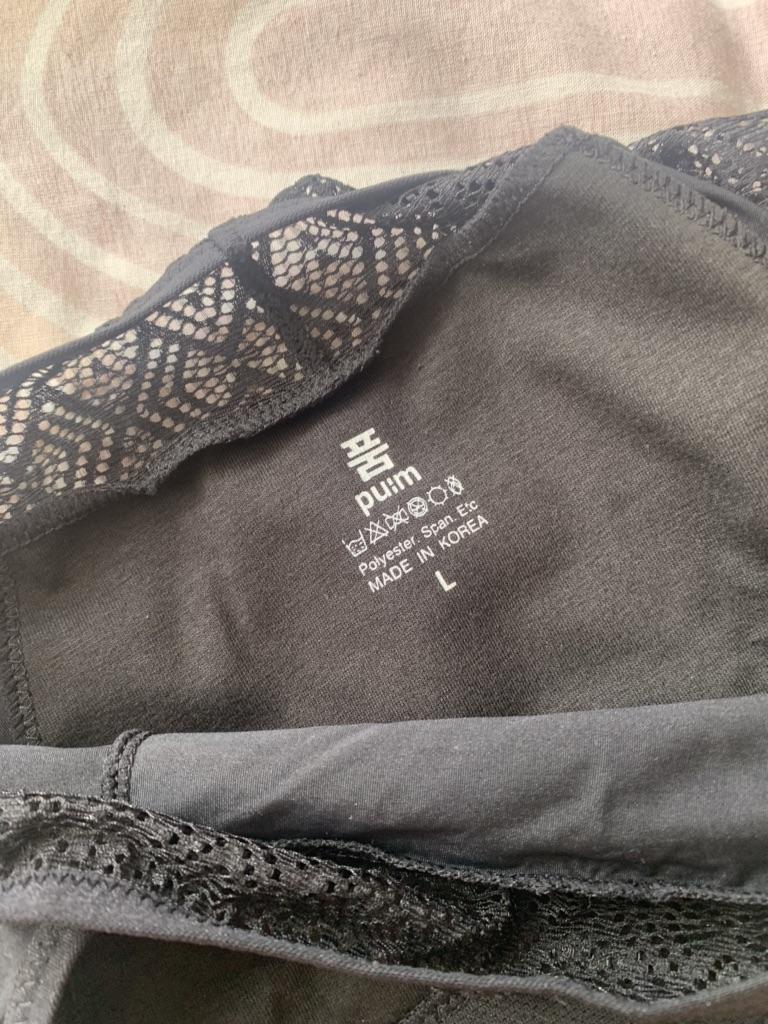 품
pu:m
Polyester. Span. Etc
MADE IN KOREA
L